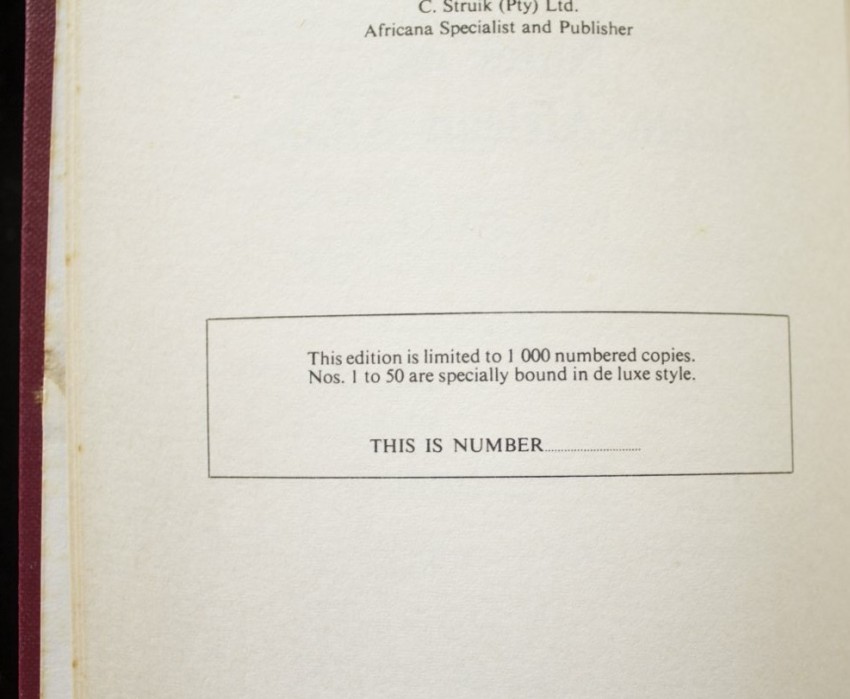 C. Struik (Pty) Ltd.
Africana Specialist and Publisher
This edition is limited to 1 000 numbered copies.
Nos. 1 to 50 are specially bound in de luxe style.
THIS IS NUMBER..............................